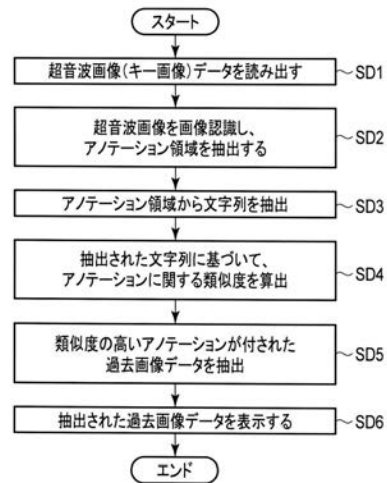 スタート
超音波画像(キー画像)データを読み出す
SD1
超音波画像を画像認識し、
アノテーション領域を抽出する
SD2
アノテーション領域から文字列を抽出
SD3
抽出された文字列に基づいて、
アノテーションに関する類似度を算出
SD4
類似度の高いアノテーションが付された
過去画像データを抽出
SD5
抽出された過去画像データを表示する
SD6
エンド